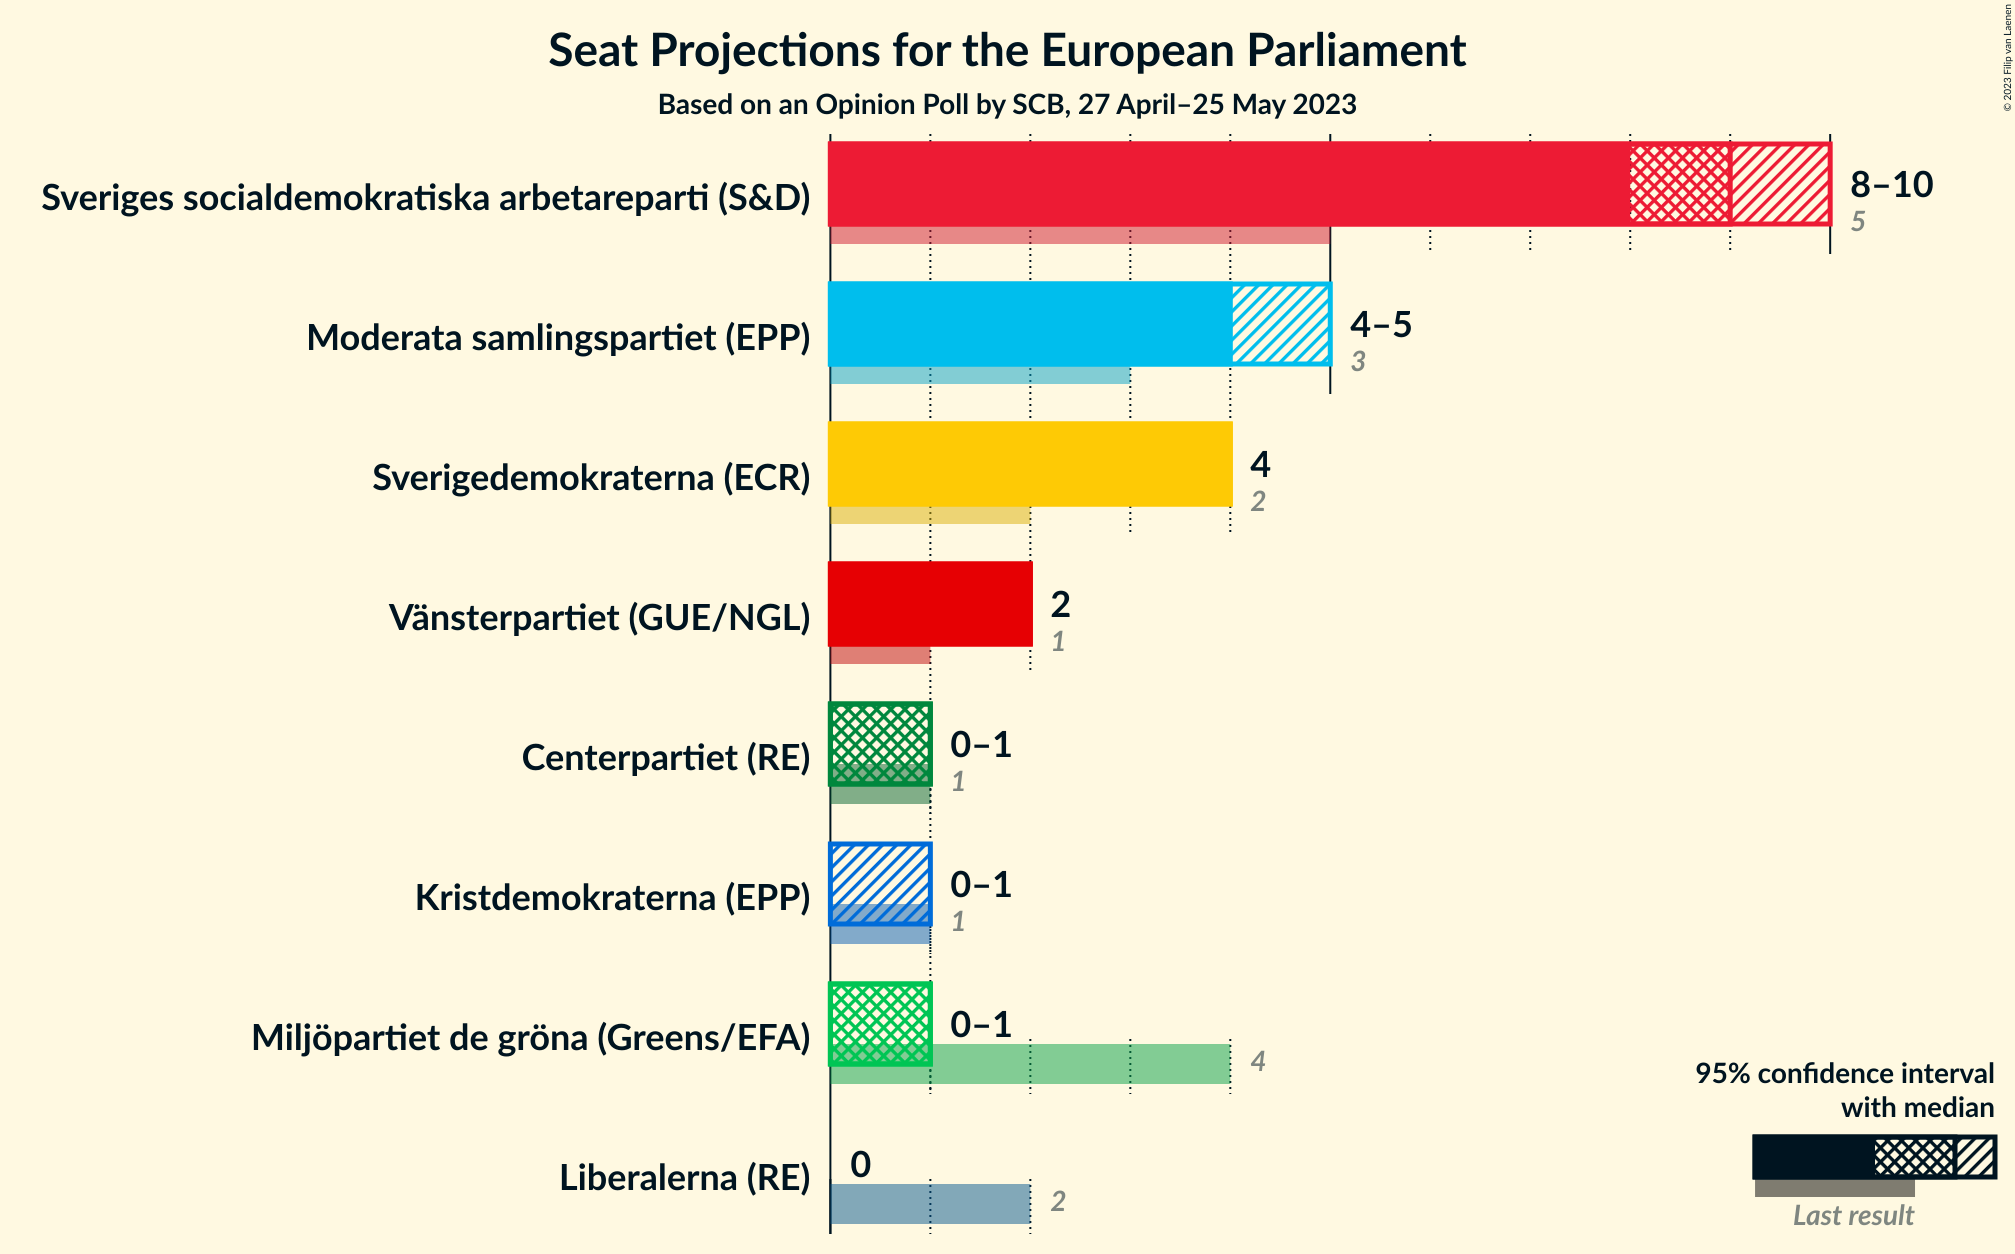 Seat Projections for the European Parliament
Based on an Opinion Poll by SCB, 27 April–25 May 2023
© 2023 Filip van Laenen
Sveriges socialdemokratiska arbetareparti (S&D)
8–10
5
Moderata samlingspartiet (EPP)
4–5
3
Sverigedemokraterna (ECR)
4
2
Vänsterpartiet (GUE/NGL)
2
1
Centerpartiet (RE)
0–1
1
Kristdemokraterna (EPP)
0–1
1
Miljöpartiet de gröna (Greens/EFA)
0–1
4
Liberalerna (RE)
0
2
95% confidence interval
with median
Last result